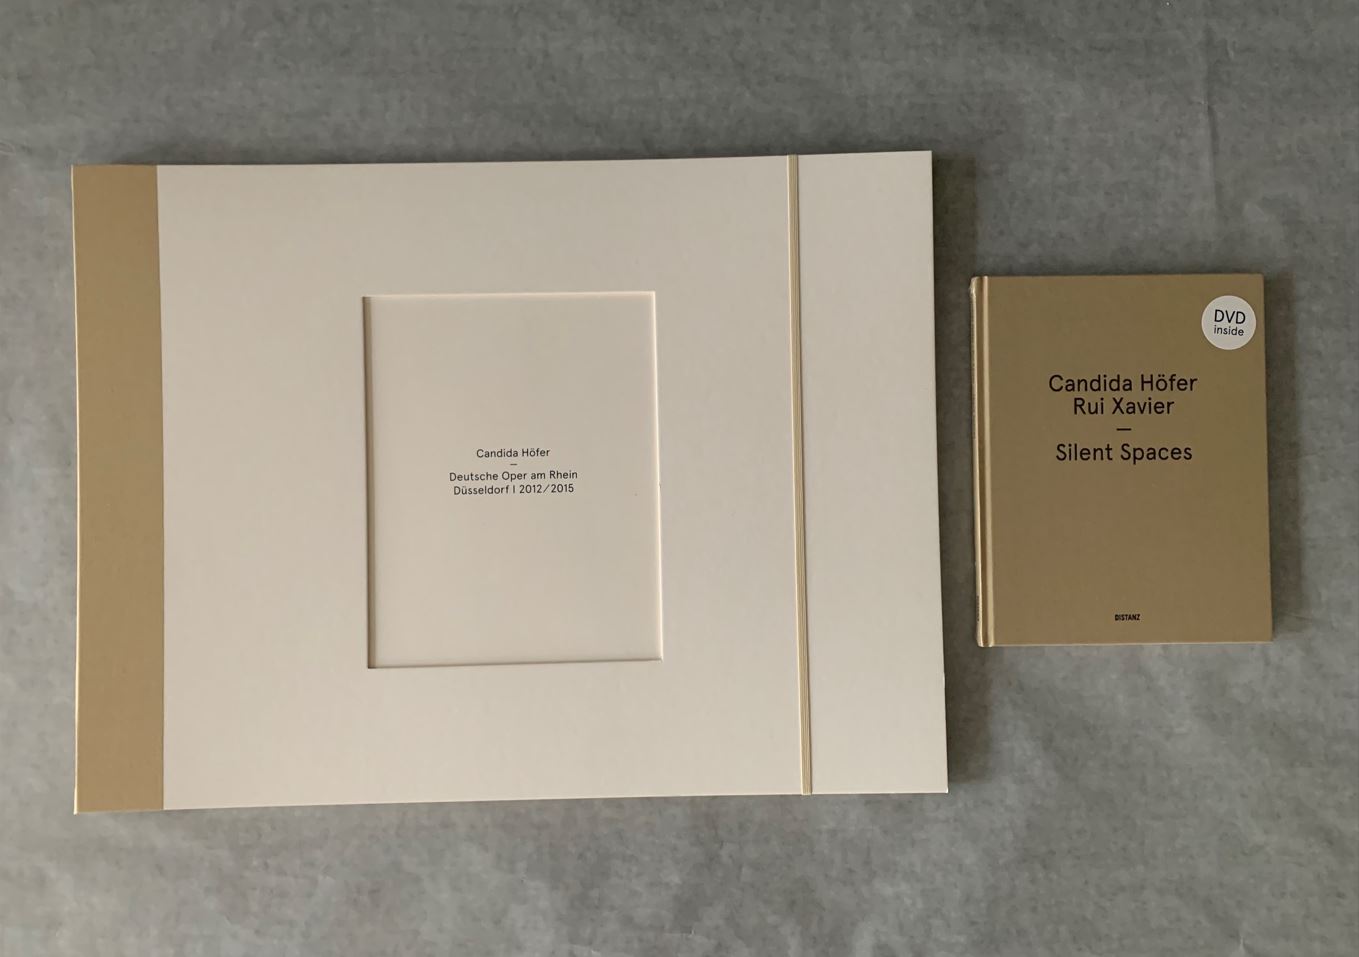 Candida Höfer
—
Deutsche Oper am Rhein
Düsseldorf | 2012/2015
DVD
inside
Candida Höfer
Rui Xavier
—
Silent Spaces
DISTANZ